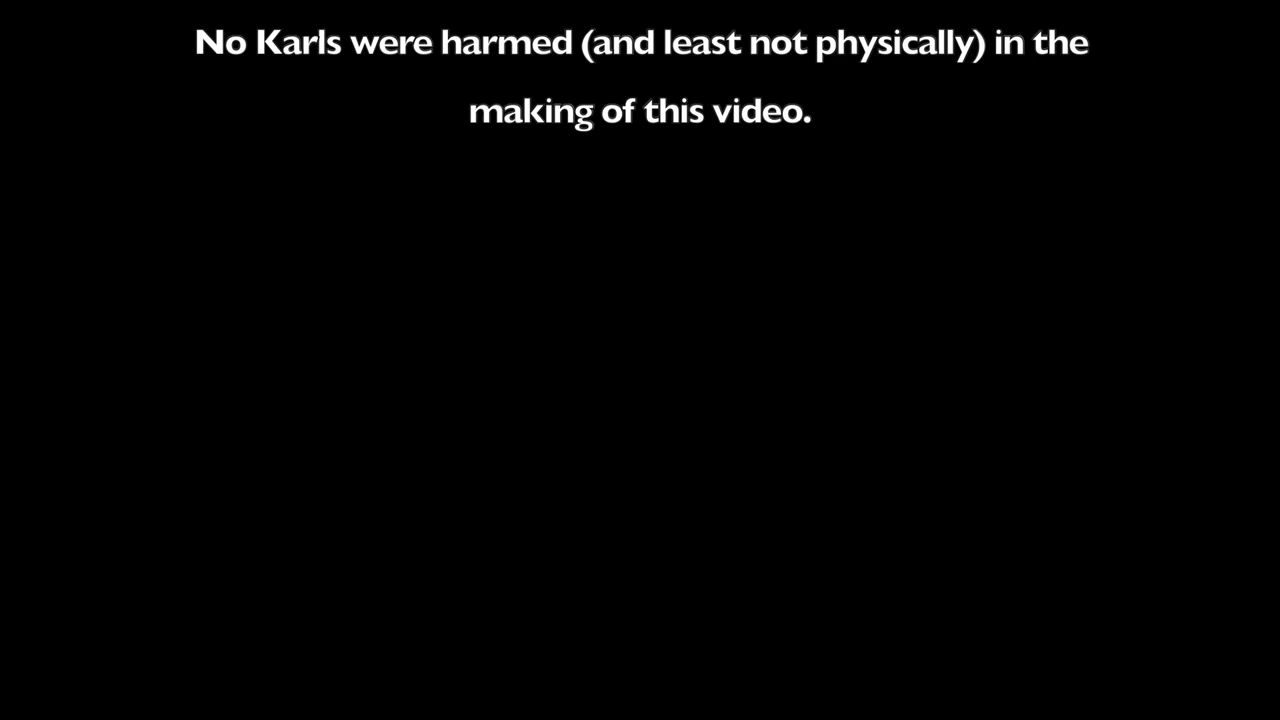 No Karls were harmed (and least not physically) in the
making of this video.